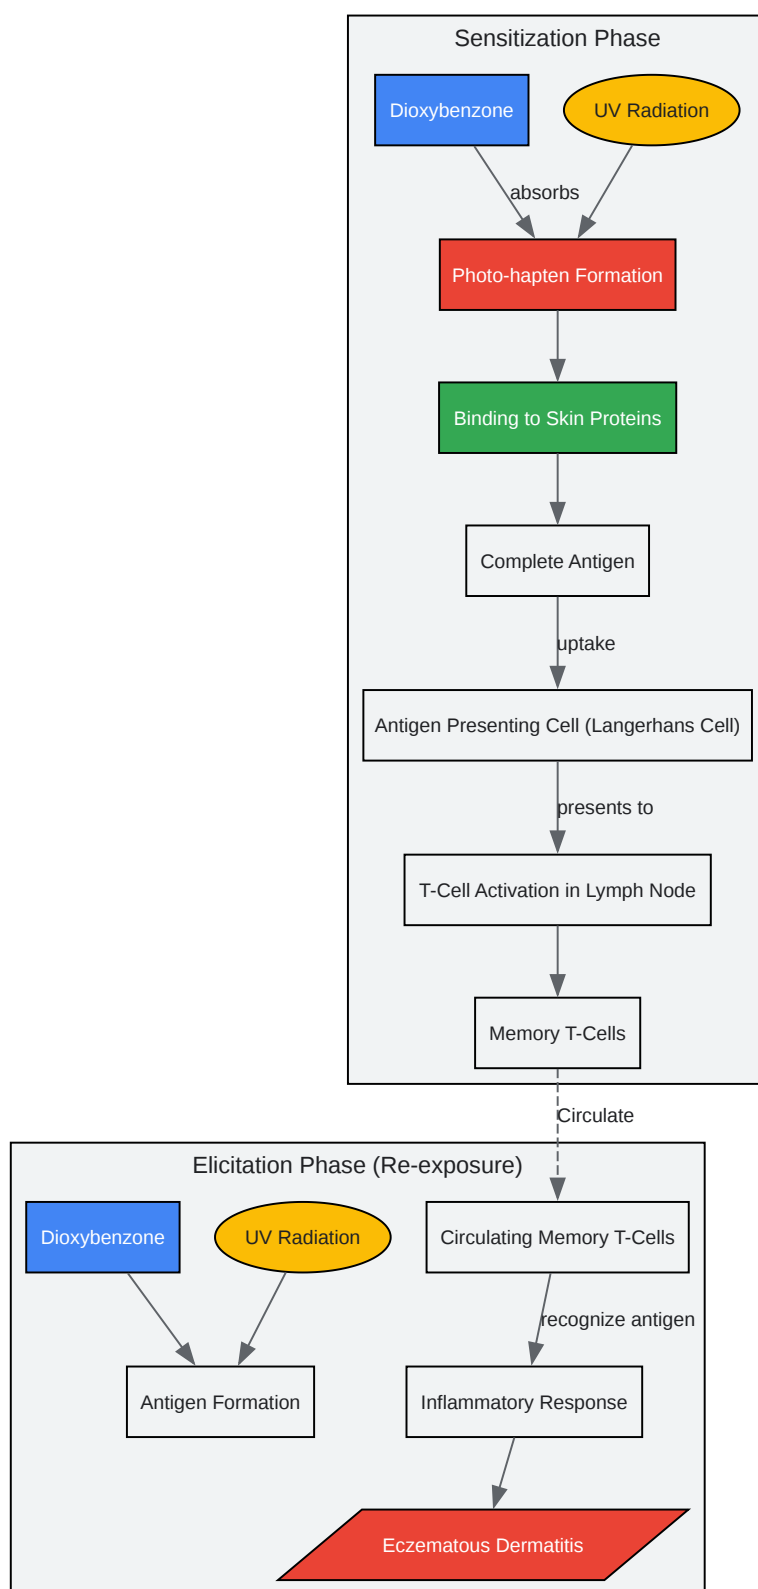 Sensitization Phase
Dioxybenzone
UV Radiation
absorbs
Photo-hapten Formation
Binding to Skin Proteins
Complete Antigen
uptake
Antigen Presenting Cell (Langerhans Cell)
presents to
T-Cell Activation in Lymph Node
Memory T-Cells
Circulate
Elicitation Phase (Re-exposure)
Dioxybenzone
UV Radiation
Circulating Memory T-Cells
recognize antigen
Antigen Formation
Inflammatory Response
Eczematous Dermatitis